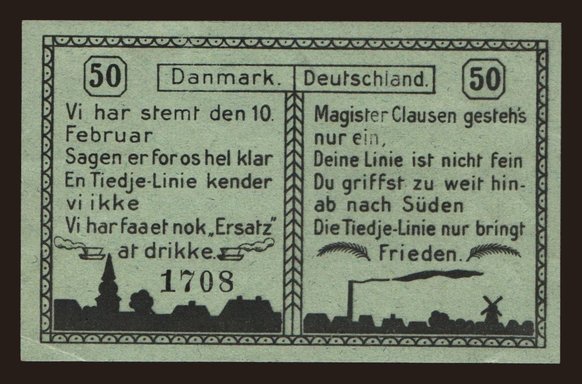 50 Danmark. Deutschland. 50
Vi har stemt den 10.
Februar
Sagen er for os hel klar
En Tiedje-Linie kender
vi ikke
Vi har faaet nok „Ersatz”
at drikke.
1708
Magister Clausen gesteh's
nur ein,
Deine Linie ist nicht fein
Du griffst zu weit hin-
ab nach Süden
Die Tiedje-Linie nur bringt
Frieden.